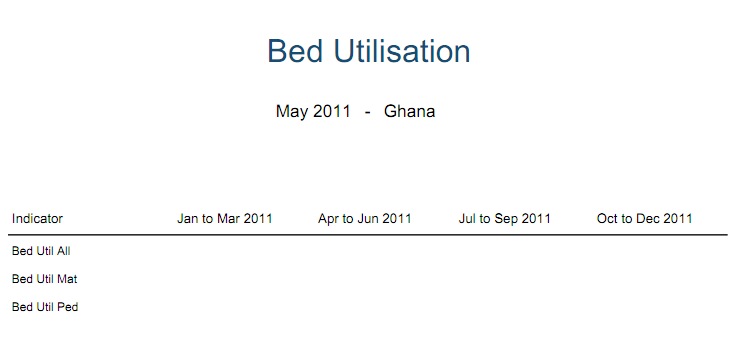 Bed Utilisation
May 2011 - Ghana
Indicator Jan to Mar 2011 Apr to Jun 2011 Jul to Sep 2011 Oct to Dec 2011
Bed Util All
Bed Util Mat
Bed Util Ped